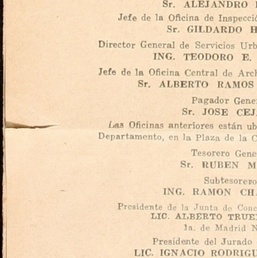 Sr. ALEJANDRO
Jefe de la Oficina de Inspecció
Sr. GILDARDO H
Director General de Servicios Urb
ING. TEODORO E.
Jefe de la Oficina Central de Arch
Sr. ALBERTO RAMOS
Pagador Gene
Sr. JOSE CEJ
Las Oficinas anteriores están ub
Departamento, en la Plaza de la C
Tesorero Gener
Sr. RUBEN M
Subtesorero
ING. RAMON CH
Presidente de la Junta de Conc
LIC. ALBERTO TRUE
1a. de Madrid N
Presidente del Jurado
LIC. IGNACIO RODRIGU